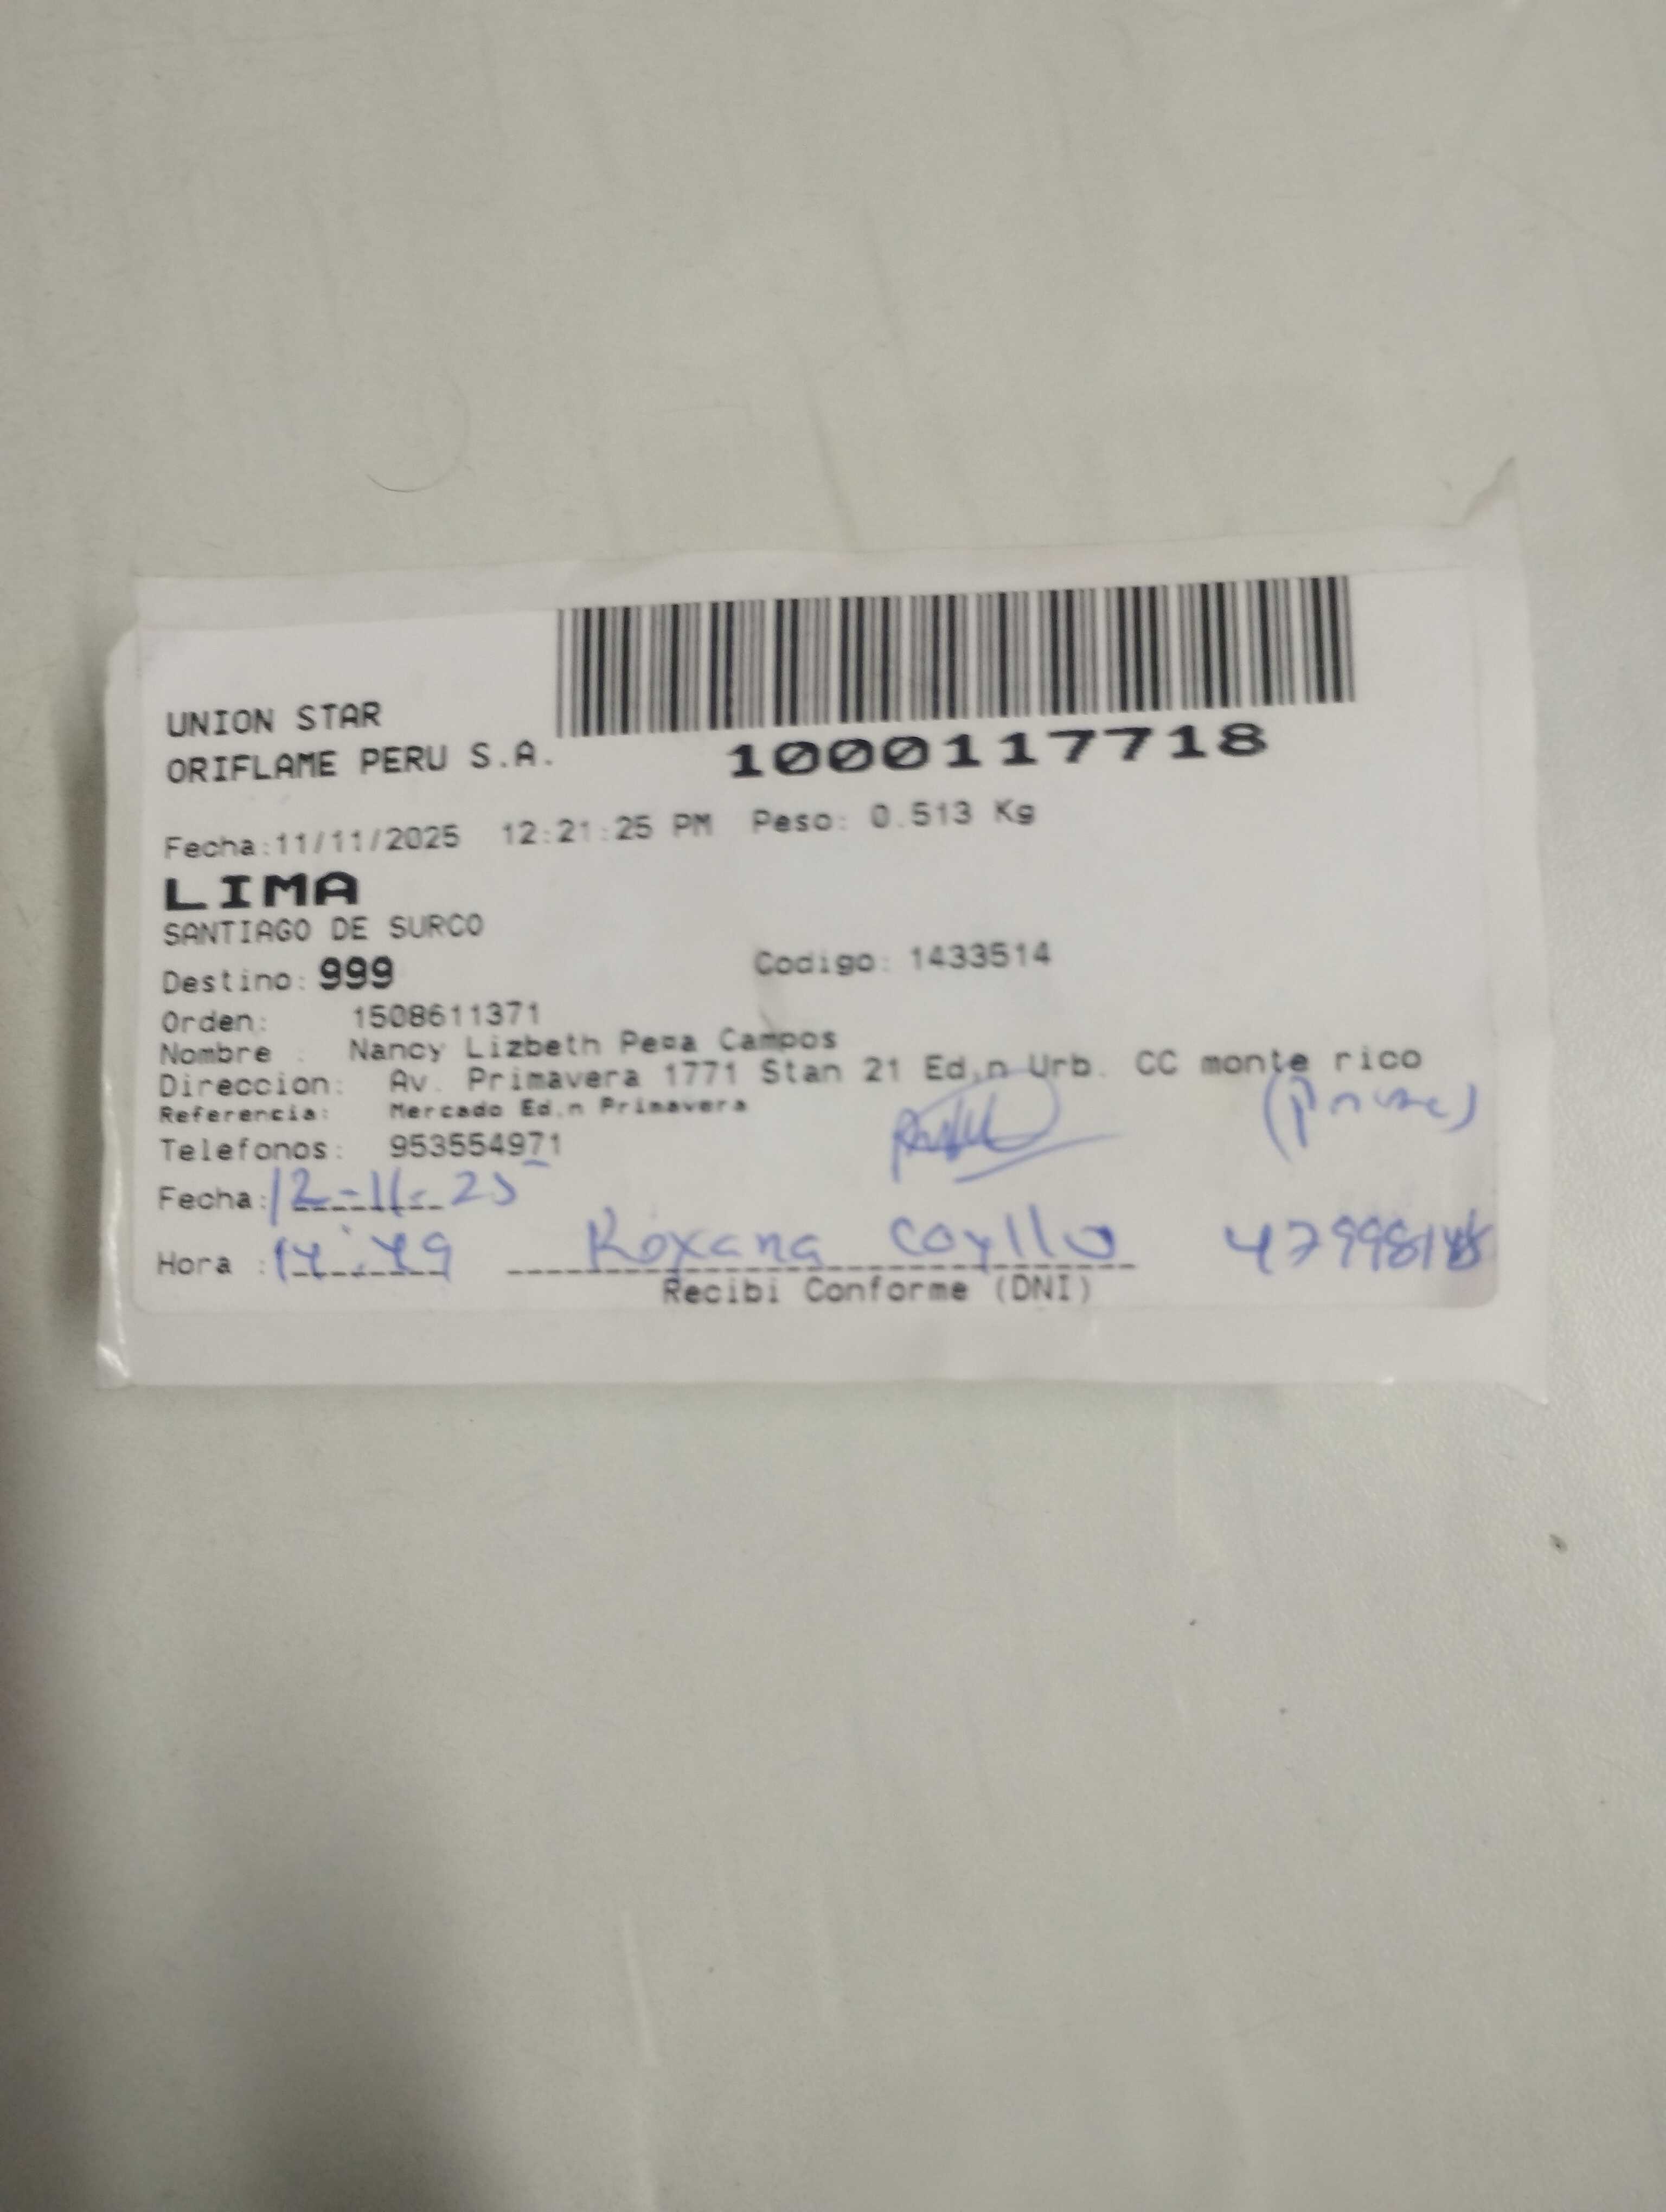 UNION STAR
ORIFLAME PERU S.A.
1000117718
Fecha:11/11/2025 12:21:25 PM Peso: 0.513 Kg
LIMA
SANTIAGO DE SURCO
Destino: 999 Codigo: 1433514
Orden: 1508611371
Nombre : Nancy Lizbeth Pe¤a Campos
Direccion: Av. Primavera 1771 Stan 21 Ed,n Urb. CC monte rico
Referencia: Mercado Ed,n Primavera
Telefonos: 953554971
Fecha: 12-11-25
Hora :
Roxana Coyllo
Recibi Conforme (DNI)